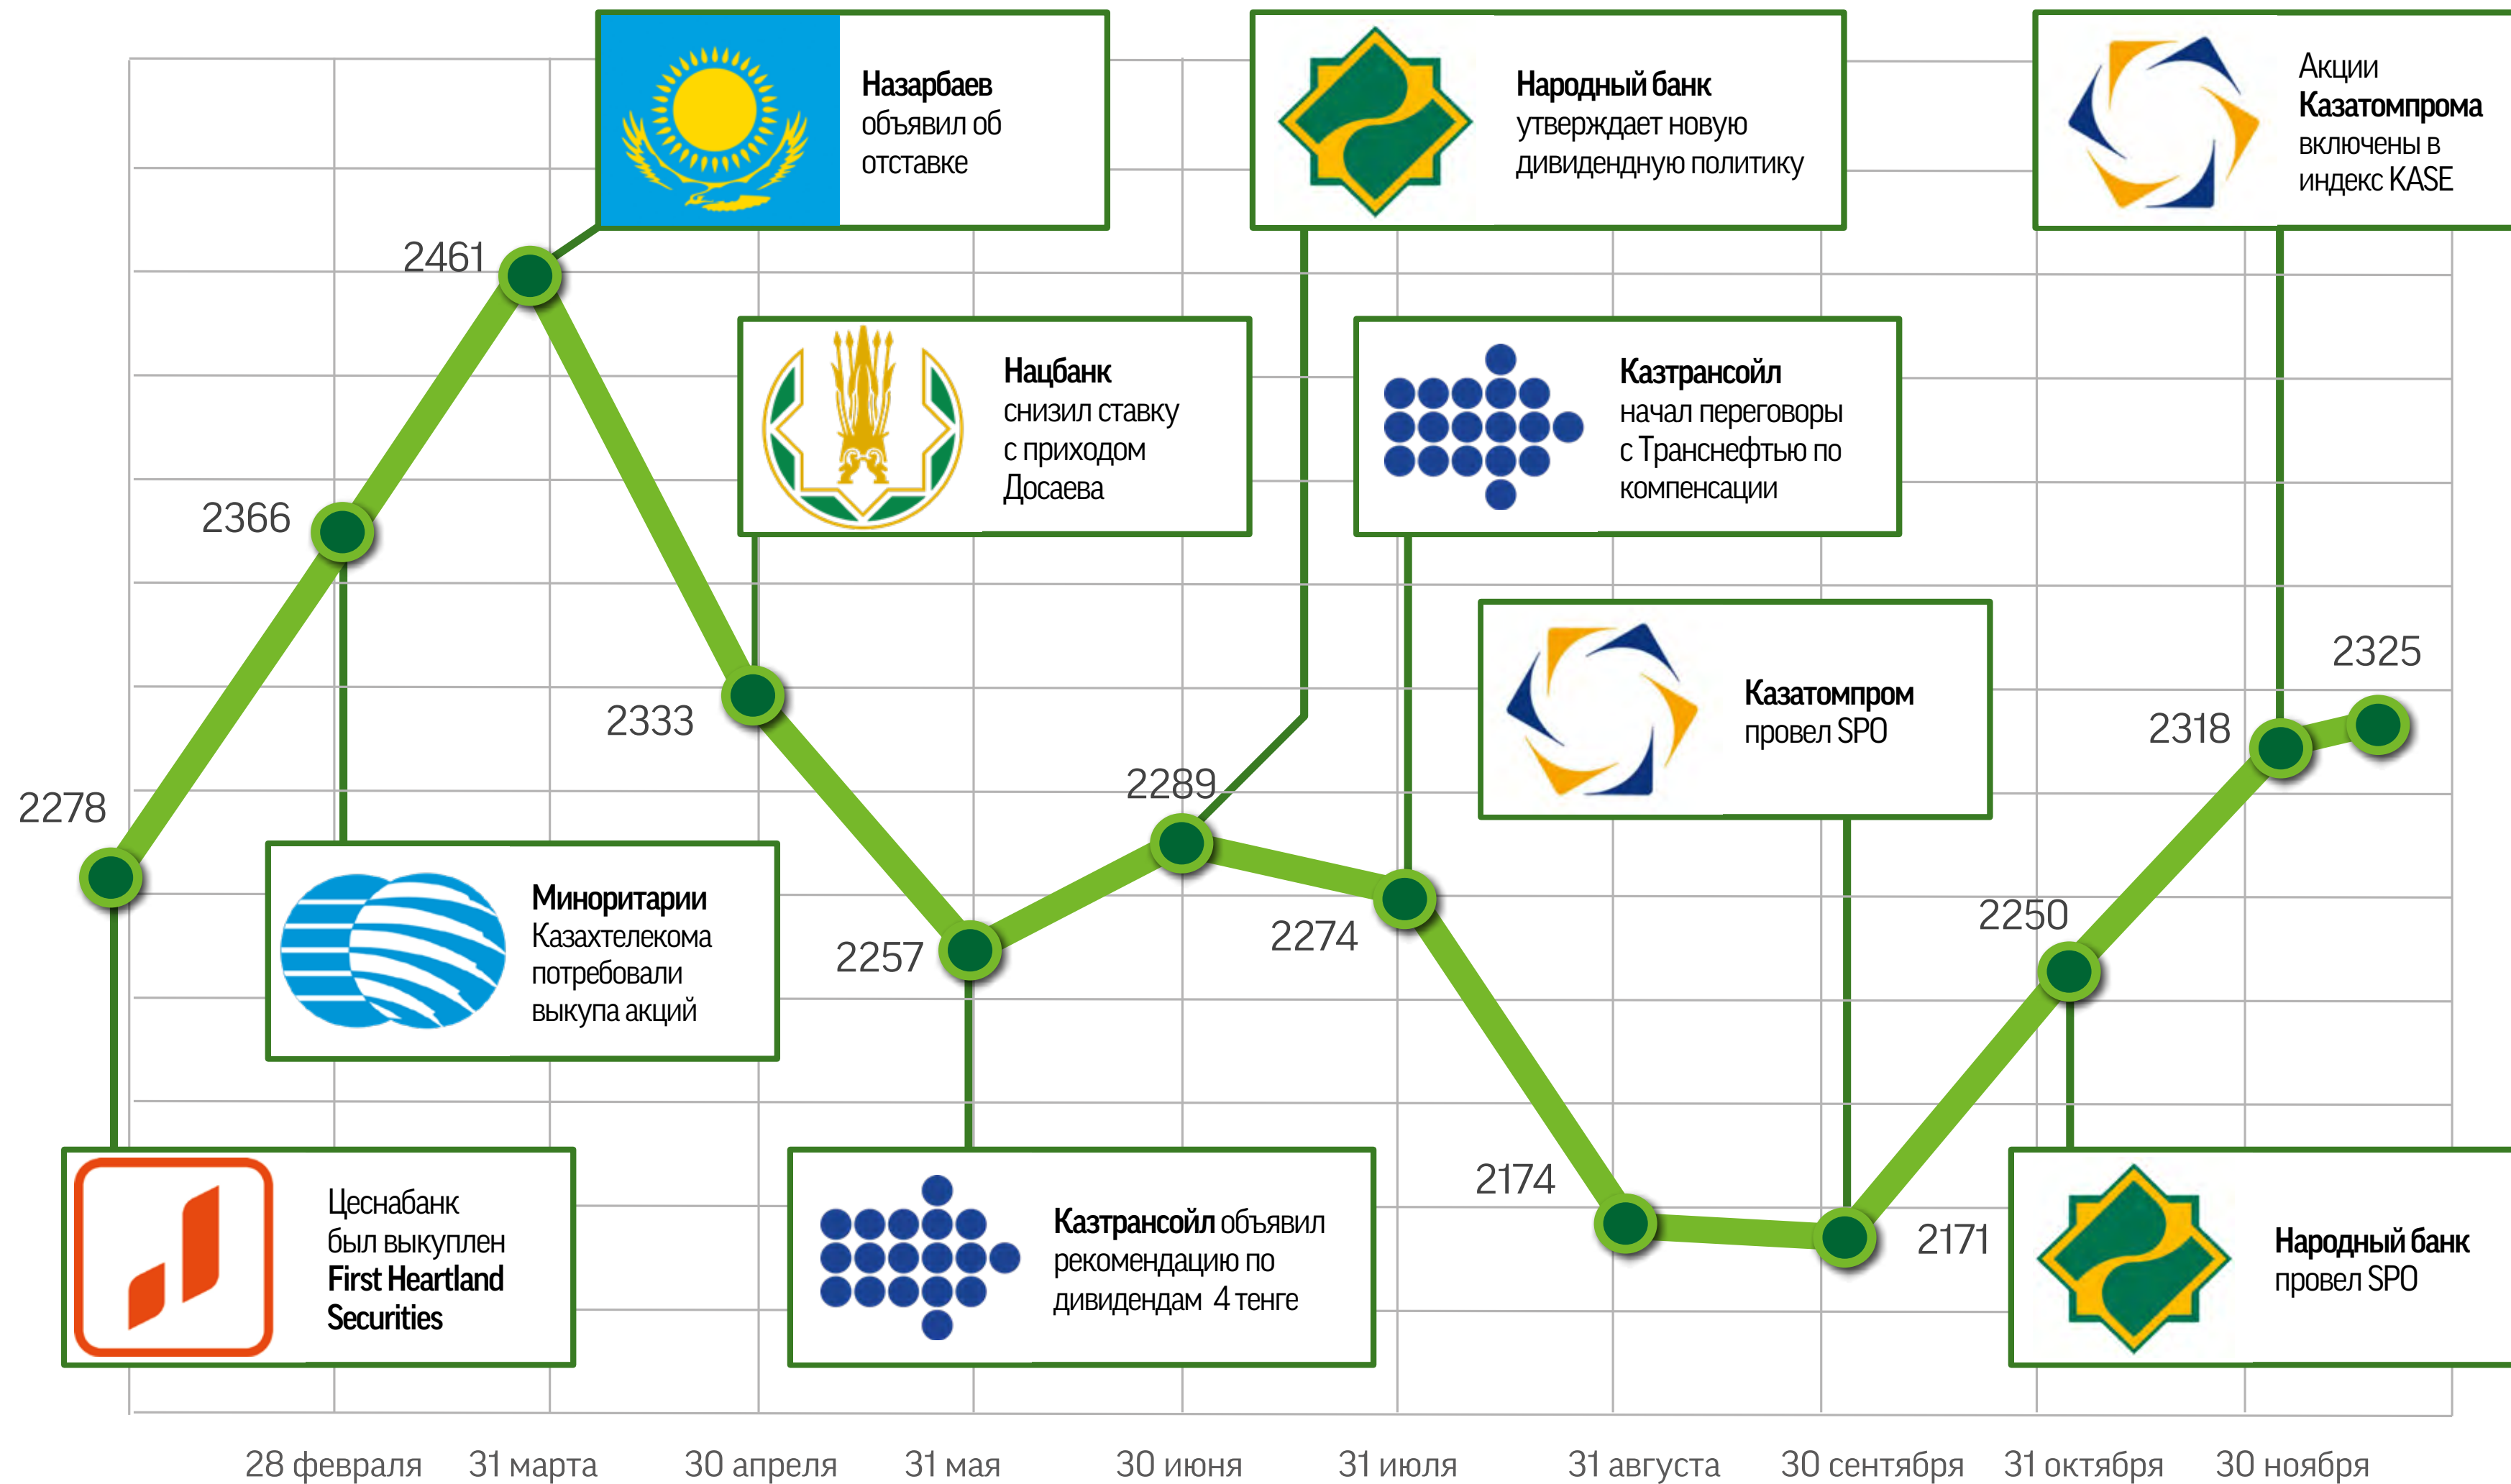 Назарбаев
объявил об
отставке
Народный банк
утверждает новую
дивидендную политику
Акции
Казатомпрома
включены в
индекс KASE
2461
Нацбанк
снизил ставку
с приходом
Досаева
Казтрансойл
начал переговоры
с Транснефтью по
компенсации
2366
Казатомпром
провел SPO
2325
2333
2318
2289
2278
Миноритарии
Казахтелекома
потребовали
выкупа акций
2257
2274
2250
2174
2171
Цеснабанк
был выкуплен
First Heartland
Securities
Казтрансойл объявил
рекомендацию по
дивидендам 4 тенге
Народный банк
провел SPO
28 февраля 31 марта 30 апреля 31 мая 30 июня 31 июля 31 августа 30 сентября 31 октября 30 ноября